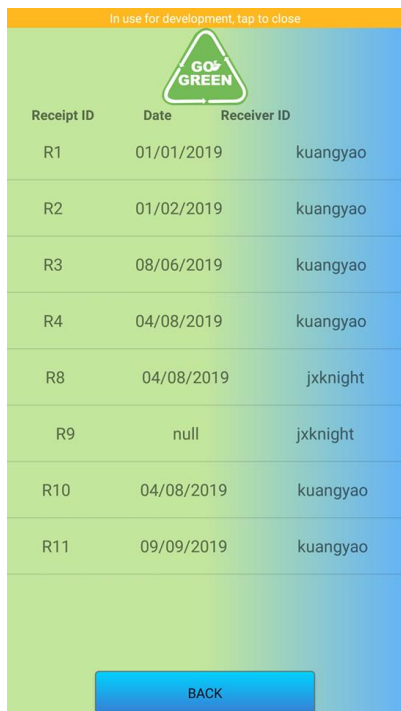 In use for development, tap to close
GO
GREEN
Receipt ID Date Receiver ID
R1 01/01/2019 kuangyao
R2 01/02/2019 kuangyao
R3 08/06/2019 kuangyao
R4 04/08/2019 kuangyao
R8 04/08/2019 jxknight
R9 null jxknight
R10 04/08/2019 kuangyao
R11 09/09/2019 kuangyao
BACK